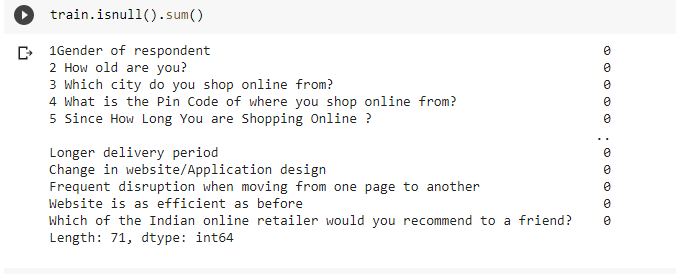 train.isnull().sum()
1Gender of respondent 0
2 How old are you? 0
3 Which city do you shop online from? 0
4 What is the Pin Code of where you shop online from? 0
5 Since How Long You are Shopping Online ? 0
..
Longer delivery period 0
Change in website/Application design 0
Frequent disruption when moving from one page to another 0
Website is as efficient as before 0
Which of the Indian online retailer would you recommend to a friend? 0
Length: 71, dtype: int64